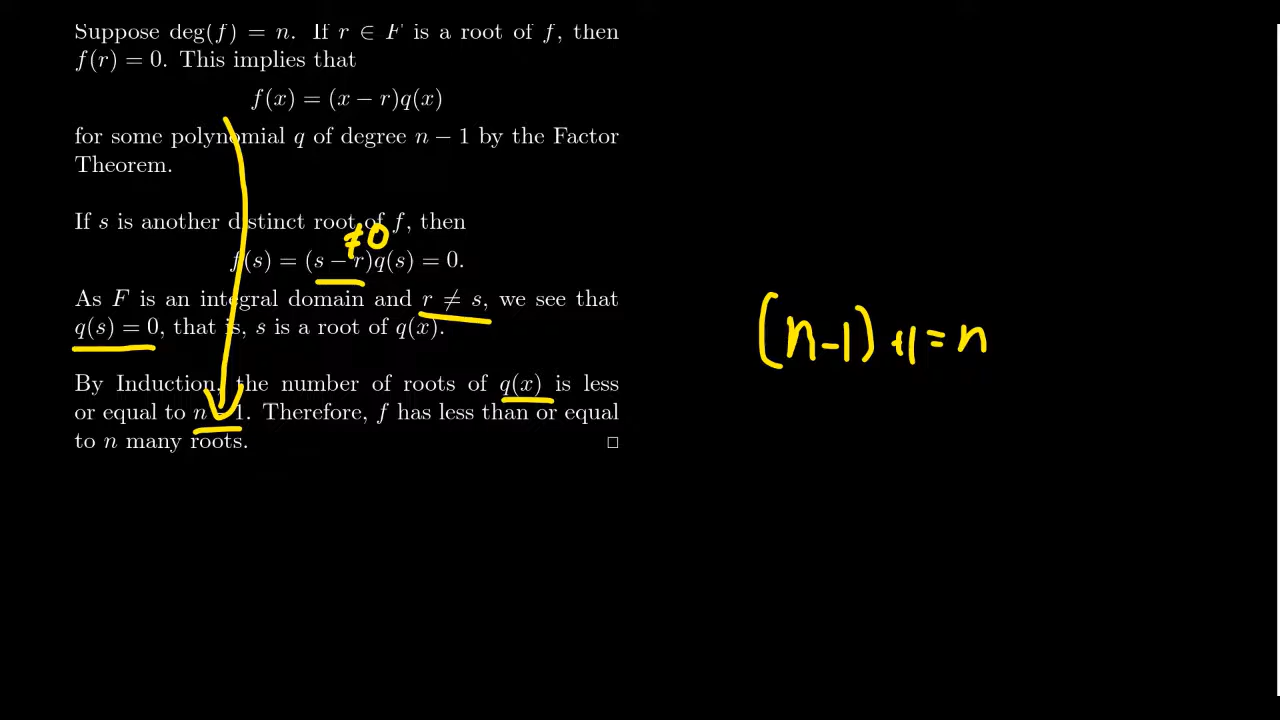 Suppose deg(f) = n. If r ∈ F is a root of f, then
f(r) = 0. This implies that
f(x) = (x − r)q(x)
for some polynomial q of degree n − 1 by the Factor
Theorem.
If s is another distinct root of f, then
≠0
f(s) = (s − r)q(s) = 0.
As F is an integral domain and r ≠ s, we see that
q(s) = 0, that is, s is a root of q(x).
(n-1) +1 = n
By Induction, the number of roots of q(x) is less
or equal to n − 1. Therefore, f has less than or equal
to n many roots. □